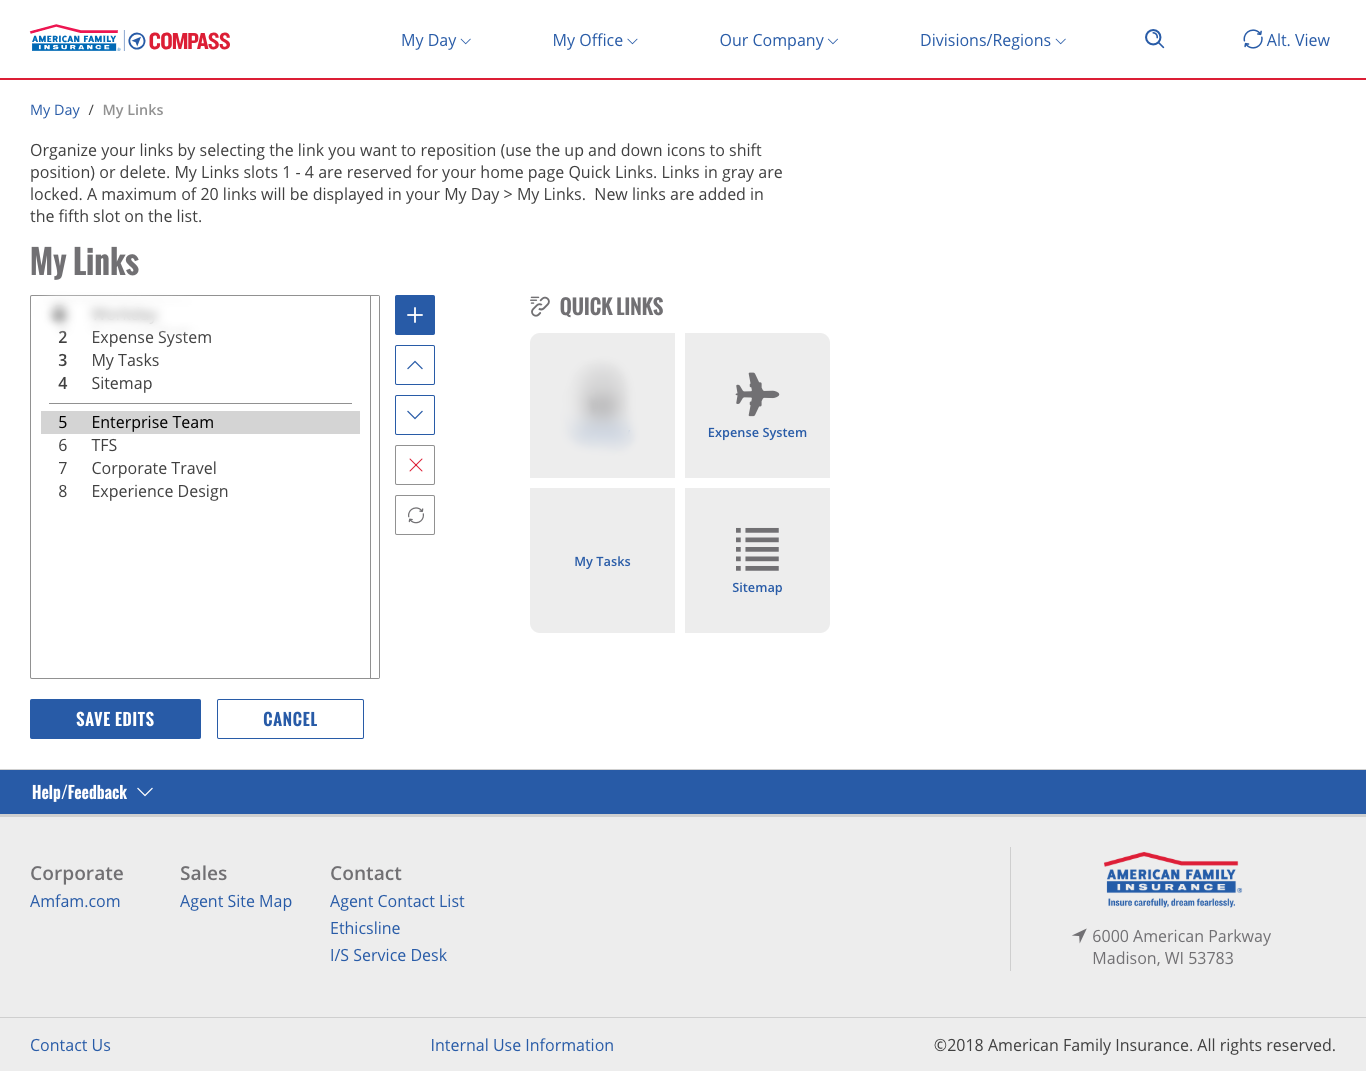 AMERICAN FAMILY
INSURANCE ®
COMPASS
My Day
My Office
Our Company
Divisions/Regions
Alt. View
My Day / My Links
Organize your links by selecting the link you want to reposition (use the up and down icons to shift
position) or delete. My Links slots 1 - 4 are reserved for your home page Quick Links. Links in gray are
locked. A maximum of 20 links will be displayed in your My Day > My Links.  New links are added in
the fifth slot on the list.
My Links
2 Expense System
3 My Tasks
4 Sitemap
5 Enterprise Team
6 TFS
7 Corporate Travel
8 Experience Design
QUICK LINKS
Expense System
My Tasks
Sitemap
SAVE EDITS
CANCEL
Help/Feedback
Corporate
Amfam.com
Sales
Agent Site Map
Contact
Agent Contact List
Ethicsline
I/S Service Desk
AMERICAN FAMILY
INSURANCE ®
Insure carefully, dream fearlessly.
6000 American Parkway
Madison, WI 53783
Contact Us
Internal Use Information
©2018 American Family Insurance. All rights reserved.